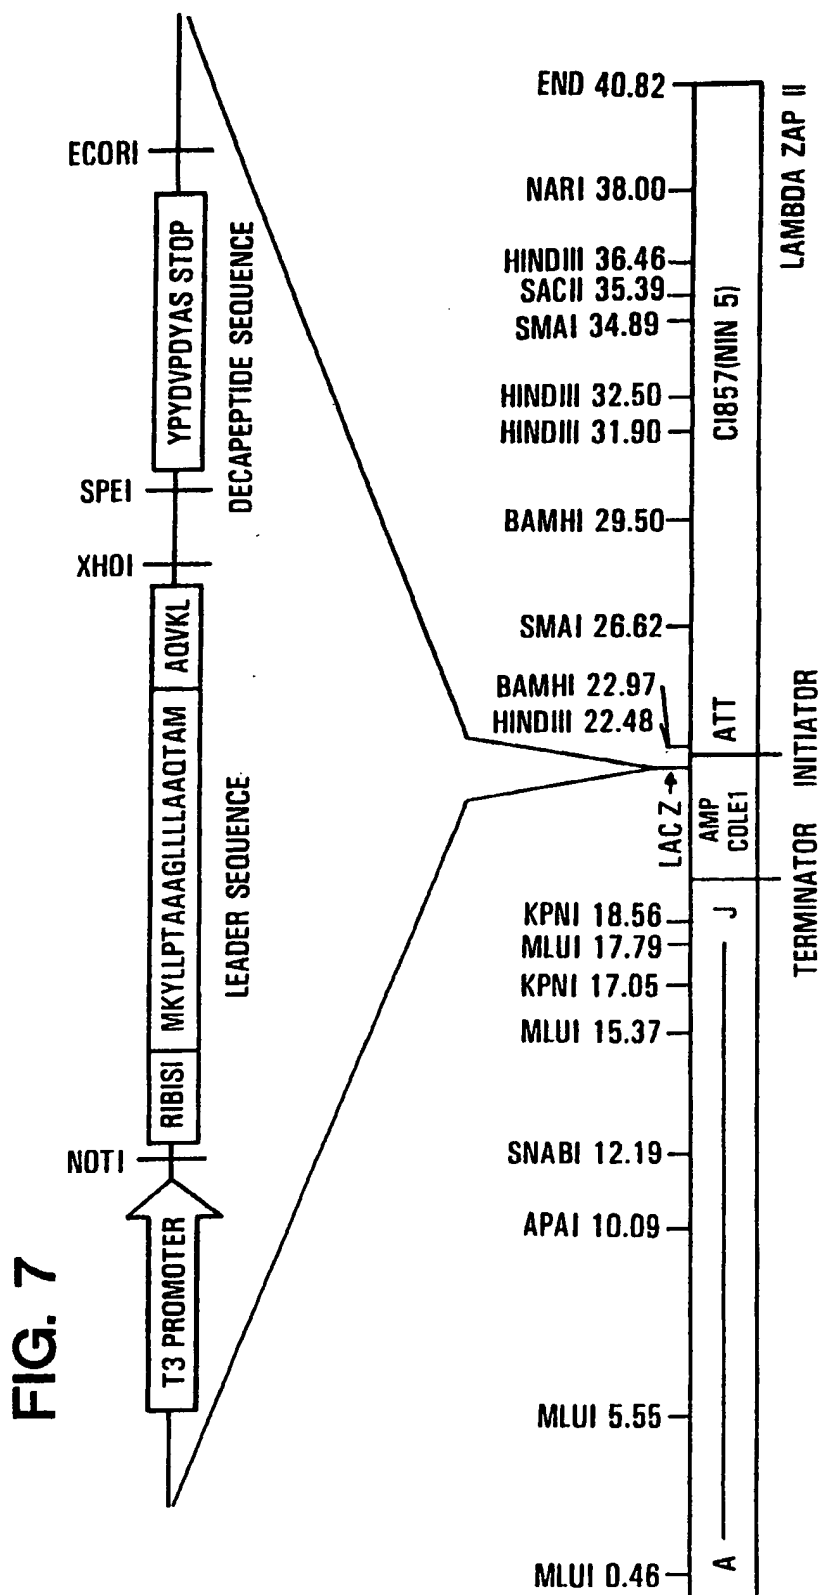 FIG. 7
T3 PROMOTER
NOTI
RIBISI
MKYLLPTAAAGLLLLAAQTAM
AQVKL
LEADER SEQUENCE
XHOI
SPEI
YPYDVPDYAS STOP
DECAPEPTIDE SEQUENCE
ECORI
END 40.82
NARI 38.00
HINDIII 36.46
SACII 35.39
SMAI 34.89
HINDIII 32.50
HINDIII 31.90
BAMHI 29.50
SMAI 26.62
BAMHI 22.97
HINDIII 22.48
LAC Z
KPNI 18.56
MLUI 17.79
KPNI 17.05
MLUI 15.37
SNABI 12.19
APAI 10.09
MLUI 5.55
MLUI 0.46
A
J
AMP
COLE1
ATT
CI857(NIN 5)
TERMINATOR
INITIATOR
LAMBDA ZAP II